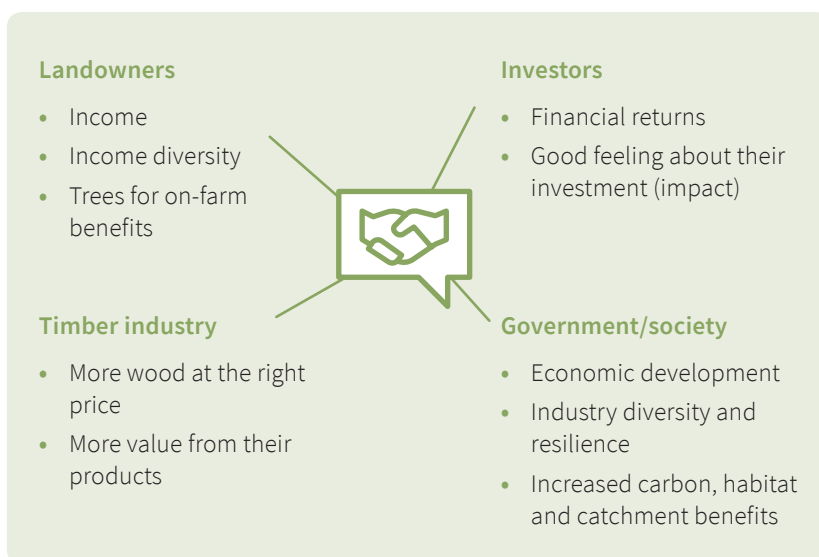 Landowners
• Income
• Income diversity
• Trees for on-farm
benefits
Investors
• Financial returns
• Good feeling about their
investment (impact)
Timber industry
• More wood at the right
price
• More value from their
products
Government/society
• Economic development
• Industry diversity and
resilience
• Increased carbon, habitat
and catchment benefits